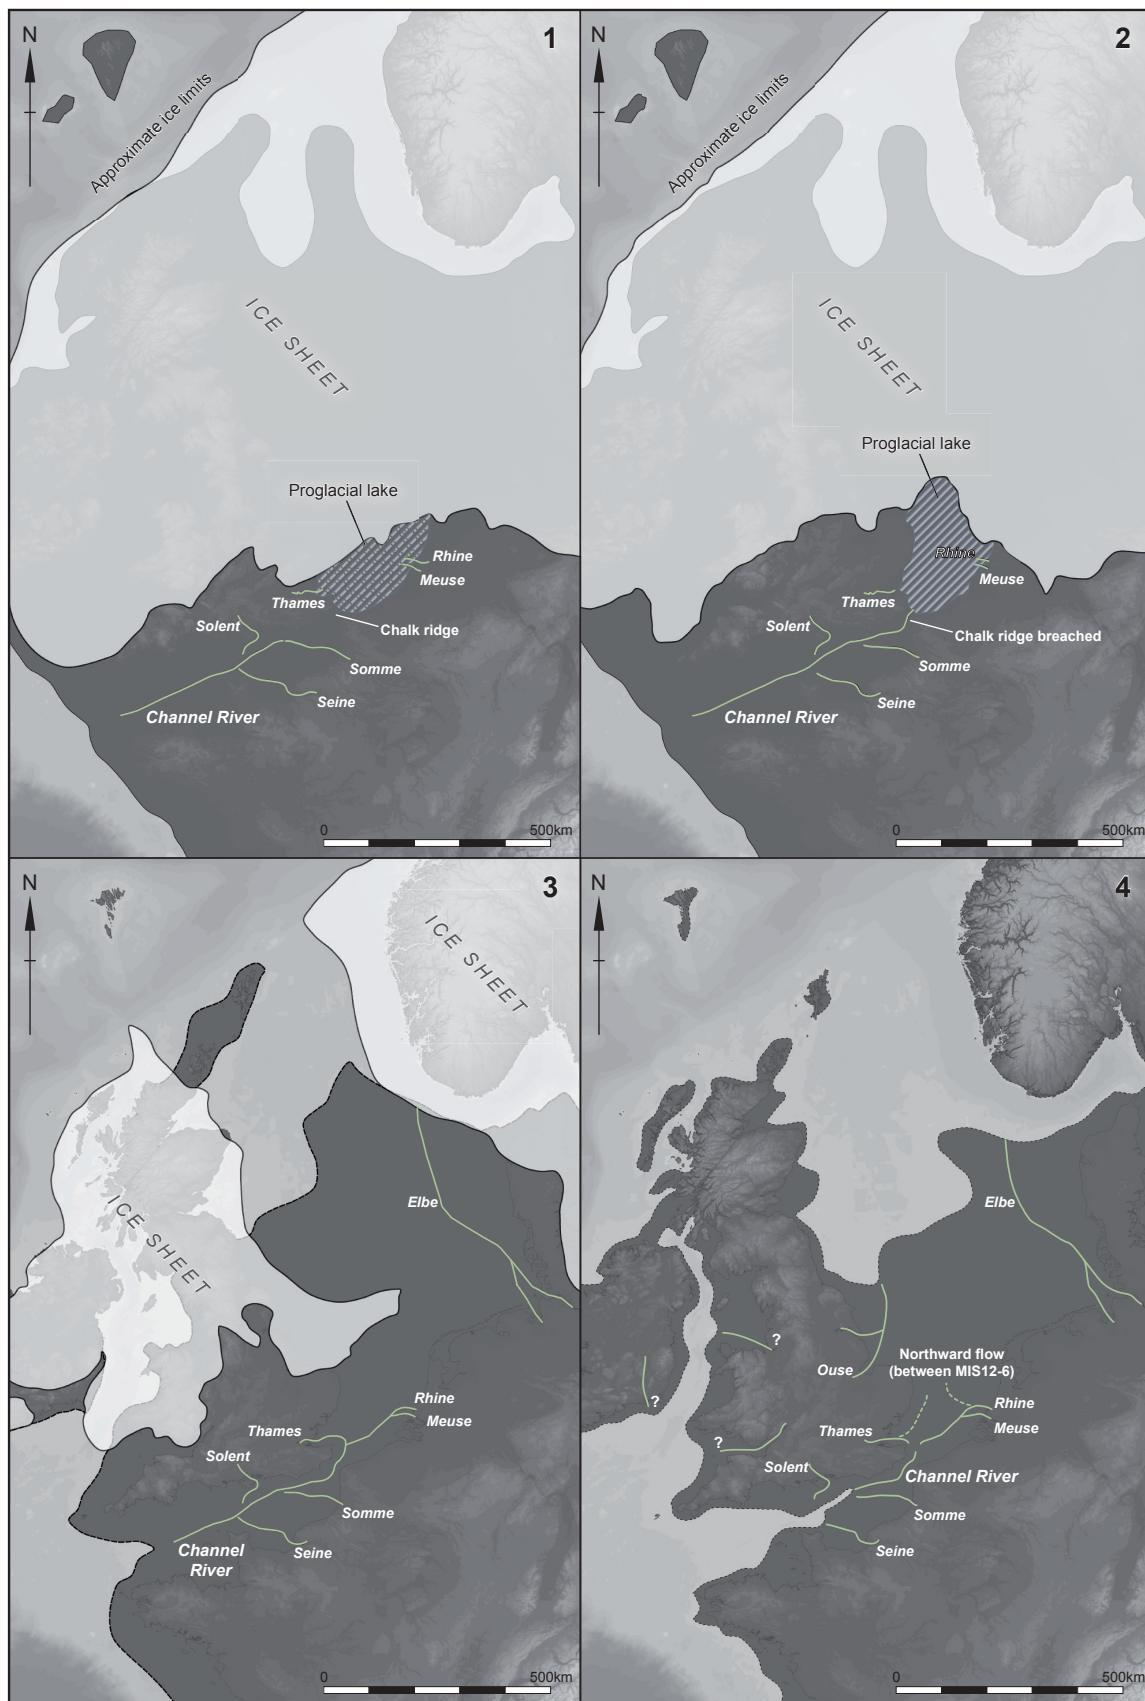 N
1
Approximate ice limits
ICE SHEET
Proglacial lake
Rhine
Meuse
Thames
Chalk ridge
Solent
Somme
Seine
Channel River
0
500km
N
2
Approximate ice limits
ICE SHEET
Proglacial lake
Rhine
Meuse
Thames
Solent
Chalk ridge breached
Somme
Seine
Channel River
0
500km
N
3
ICE SHEET
Elbe
ICE SHEET
Rhine
Meuse
Thames
Solent
Somme
Channel
River
Seine
0
500km
N
4
Elbe
?
Ouse
Northward flow
(between MIS12-6)
?
Rhine
Meuse
Thames
?
Solent
Channel River
Somme
Seine
0
500km